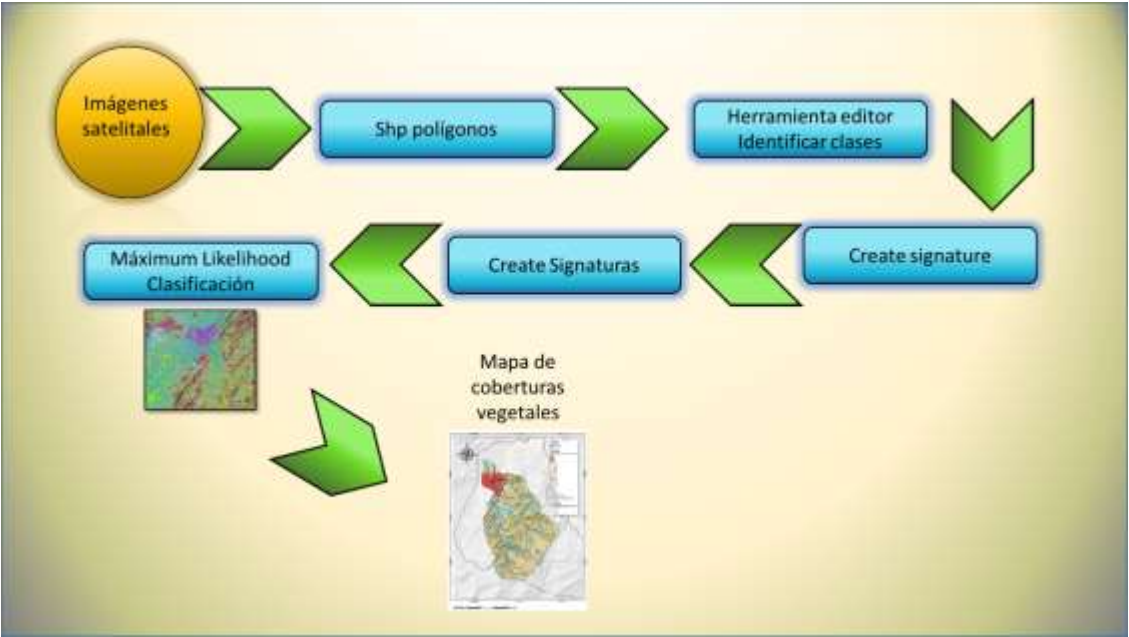 Imágenes
satelitales
Shp polígonos
Herramienta editor
Identificar clases
Create signature
Create Signaturas
Máximum Likelihood
Clasificación
Mapa de
coberturas
vegetales